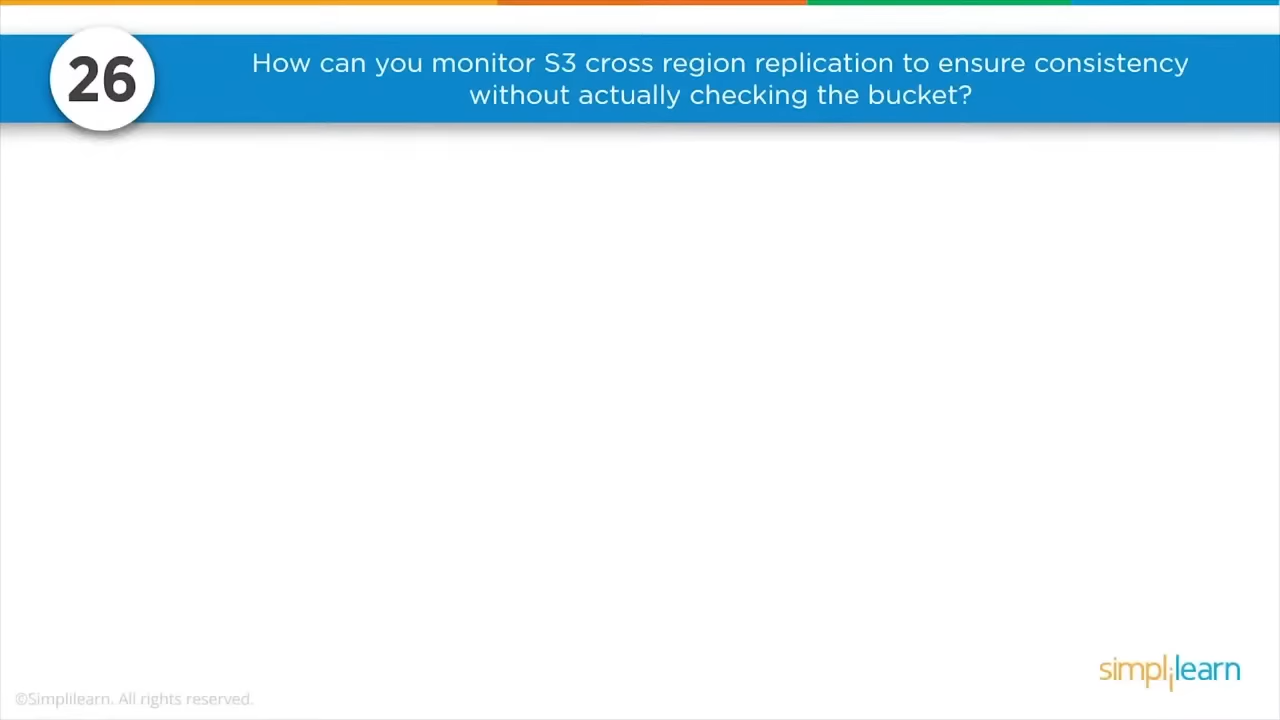 26
How can you monitor S3 cross region replication to ensure consistency
without actually checking the bucket?
simplilearn
©Simplilearn. All rights reserved.